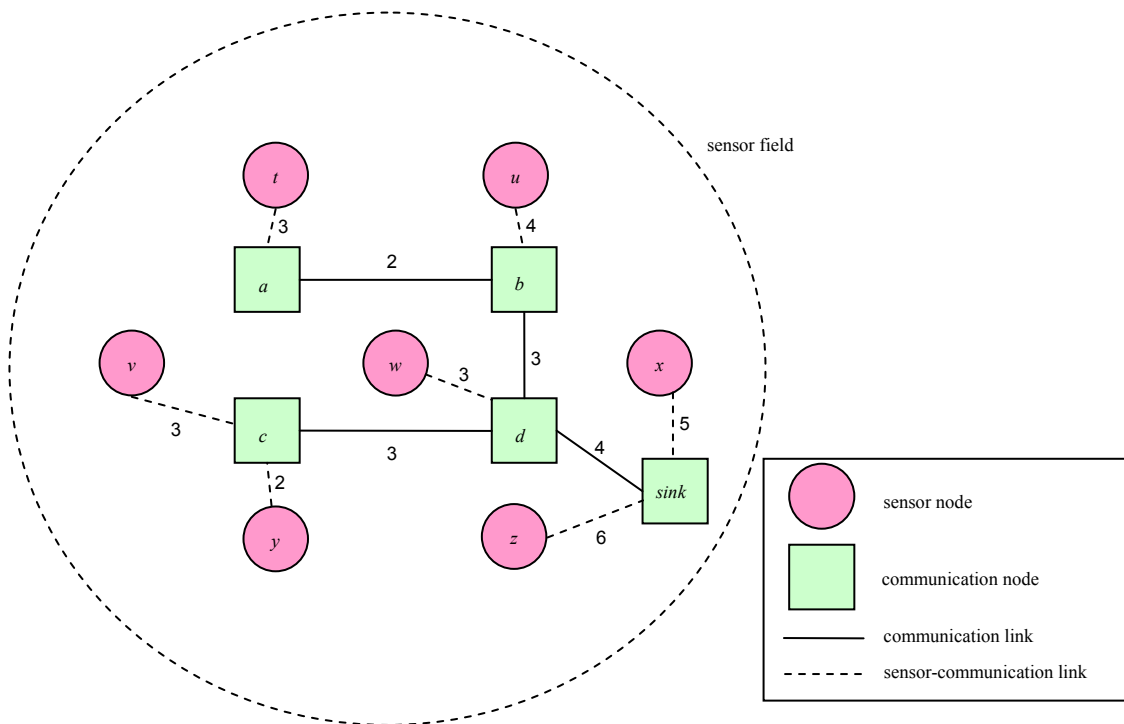 sensor field
t
u
3
4
a
2
b
v
w
3
3
x
3
c
3
d
4
5
sink
2
y
z
6
sensor node
communication node
communication link
sensor-communication link